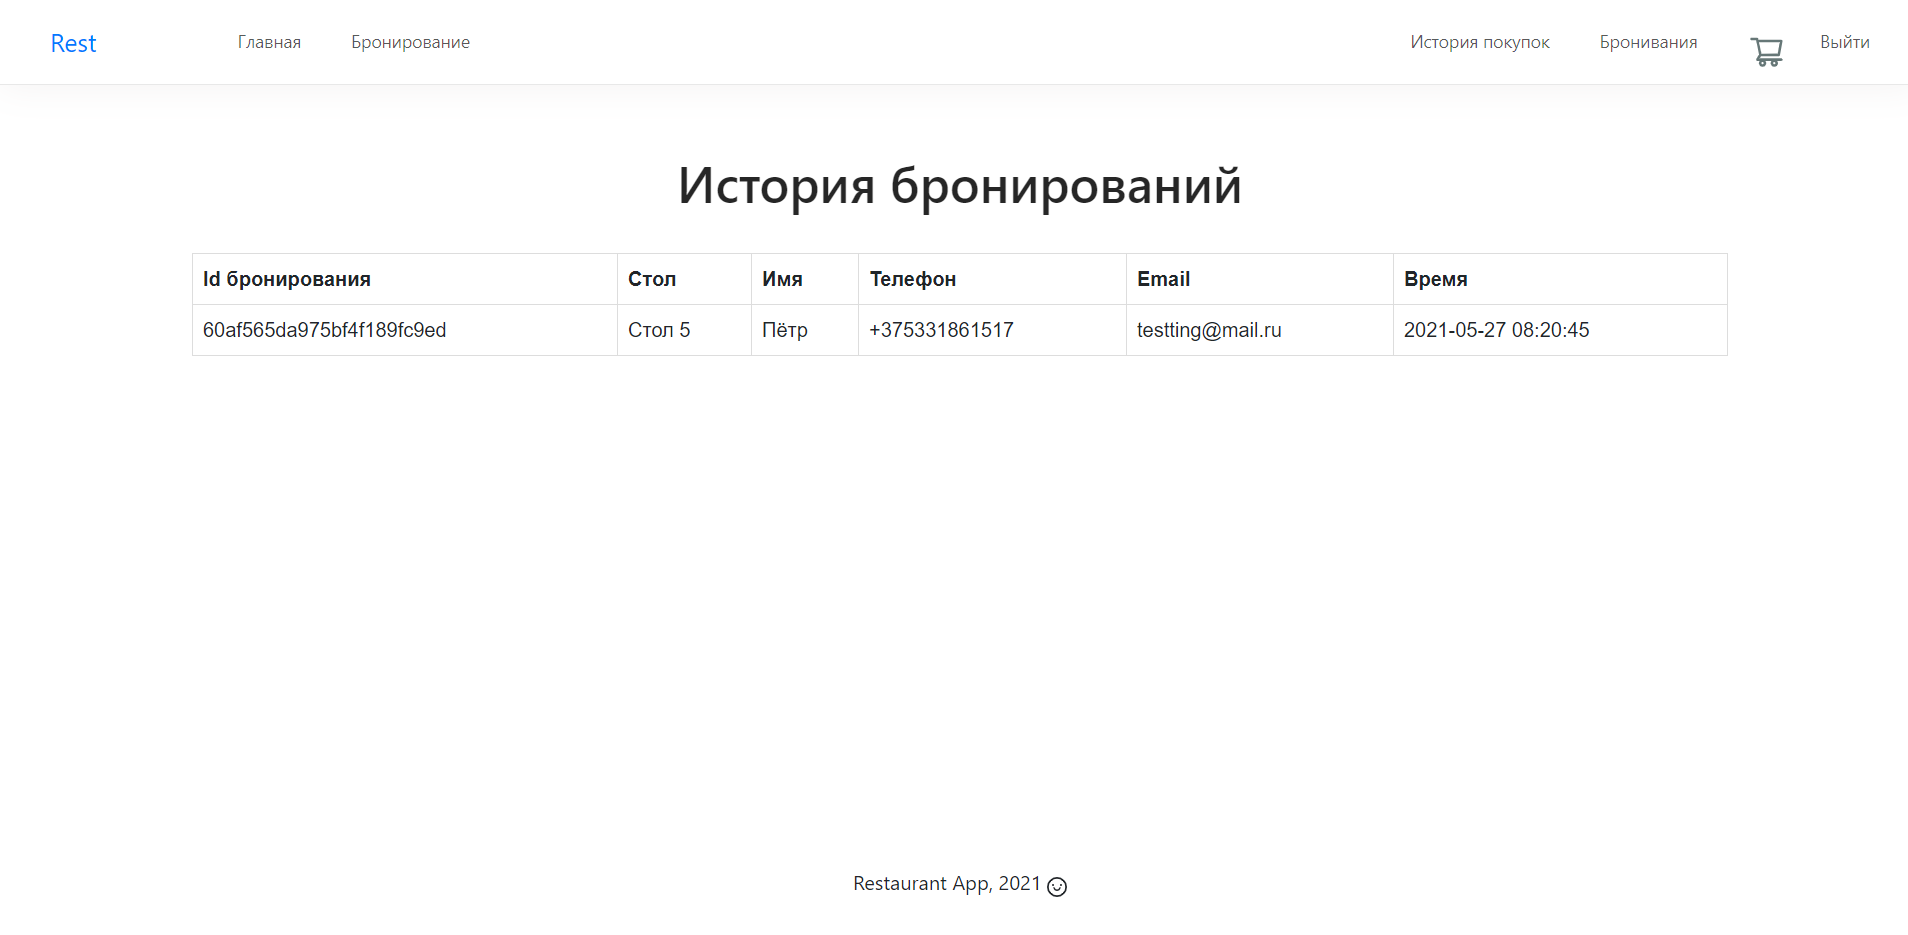 Rest Главная Бронирование История покупок Бронивания Выйти
История бронирований
Id бронирования Стол Имя Телефон Email Время
60af565da975bf4f189fc9ed Стол 5 Пётр +375331861517 testting@mail.ru 2021-05-27 08:20:45
Restaurant App, 2021